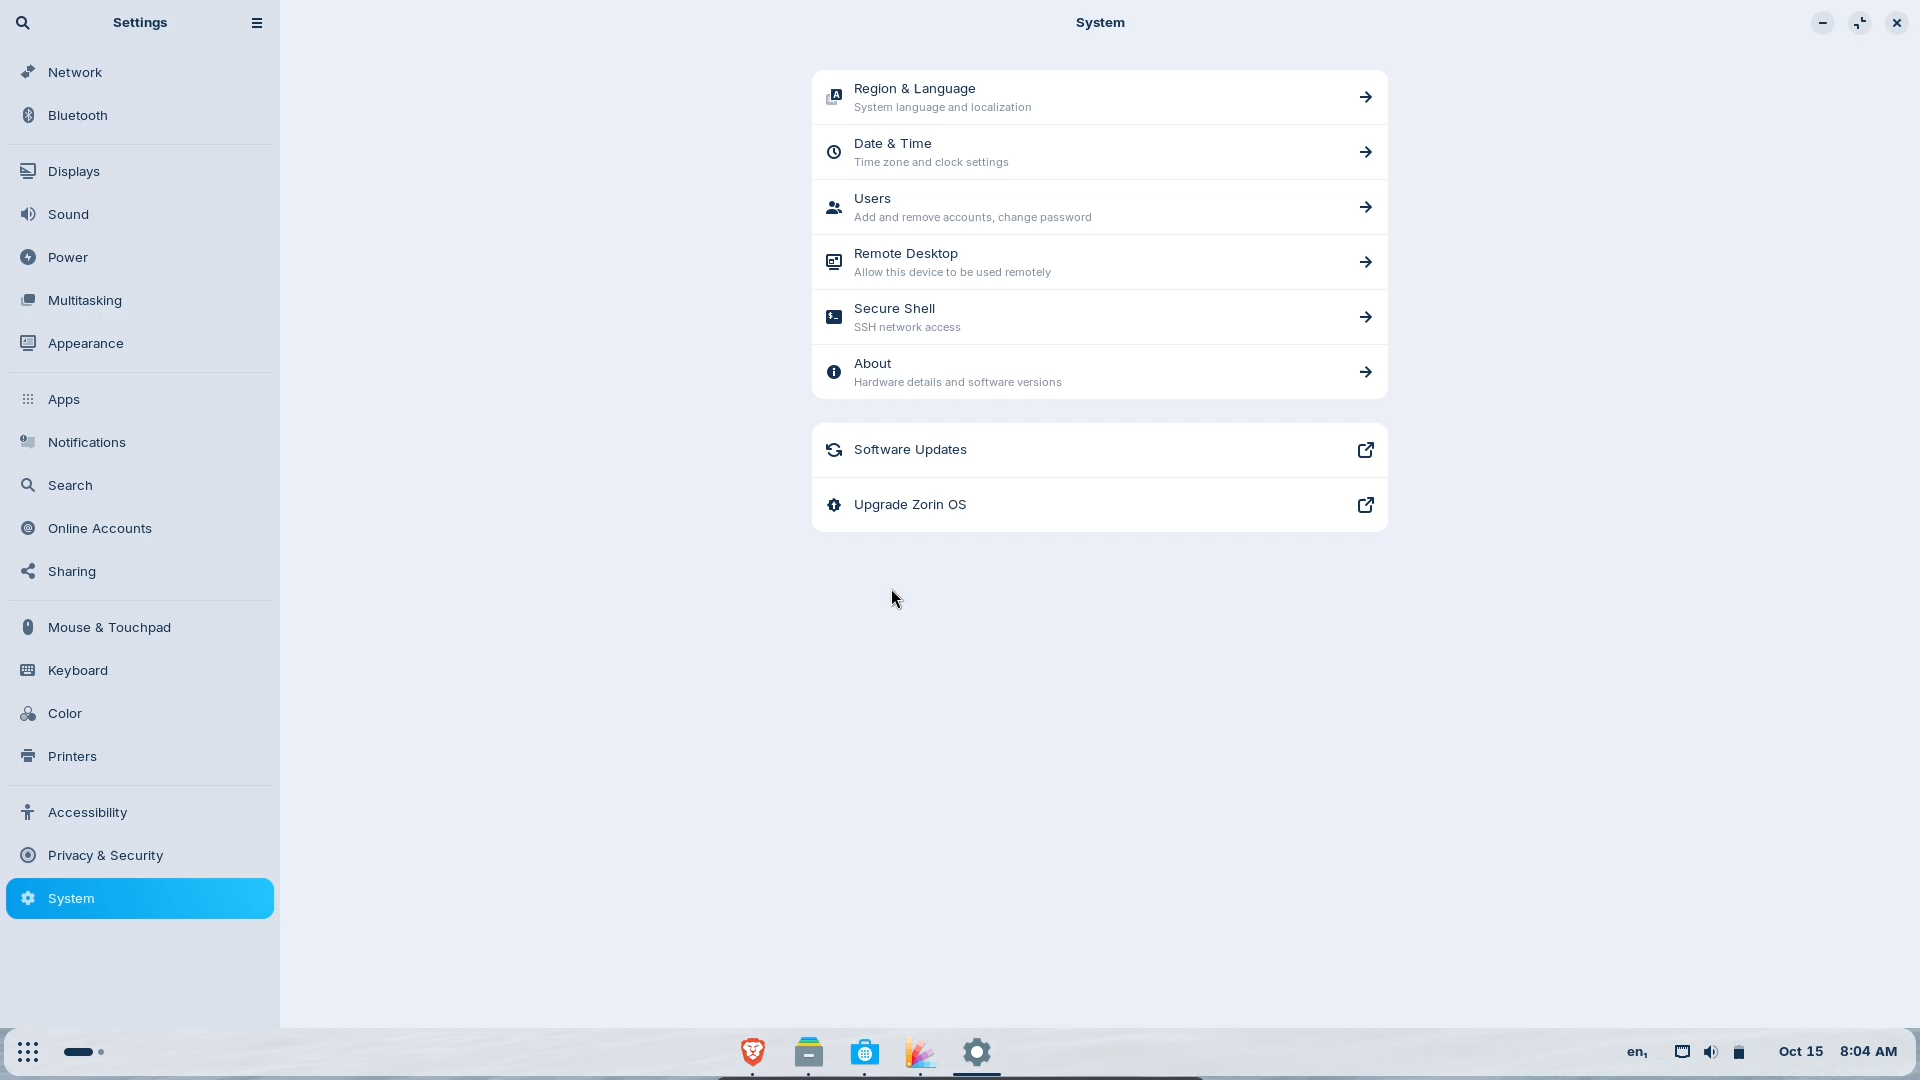 Settings
System
Network
Bluetooth
Displays
Sound
Power
Multitasking
Appearance
Apps
Notifications
Search
Online Accounts
Sharing
Mouse & Touchpad
Keyboard
Color
Printers
Accessibility
Privacy & Security
System
Region & Language
System language and localization
Date & Time
Time zone and clock settings
Users
Add and remove accounts, change password
Remote Desktop
Allow this device to be used remotely
Secure Shell
SSH network access
About
Hardware details and software versions
Software Updates
Upgrade Zorin OS
en₁
Oct 15 8:04 AM